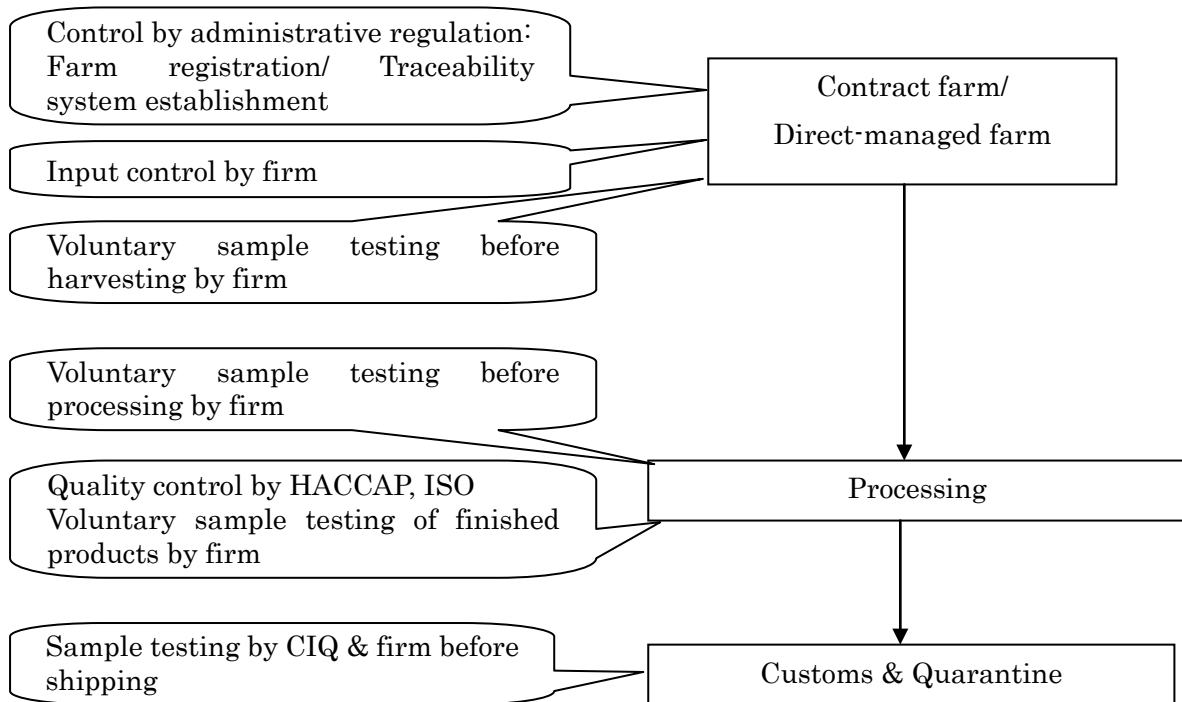 Control by administrative regulation:
Farm registration/ Traceability
system establishment
Contract farm/
Direct-managed farm
Input control by firm
Voluntary sample testing before
harvesting by firm
Voluntary sample testing before
processing by firm
Quality control by HACCAP, ISO
Voluntary sample testing of finished
products by firm
Processing
Sample testing by CIQ & firm before
shipping
Customs & Quarantine